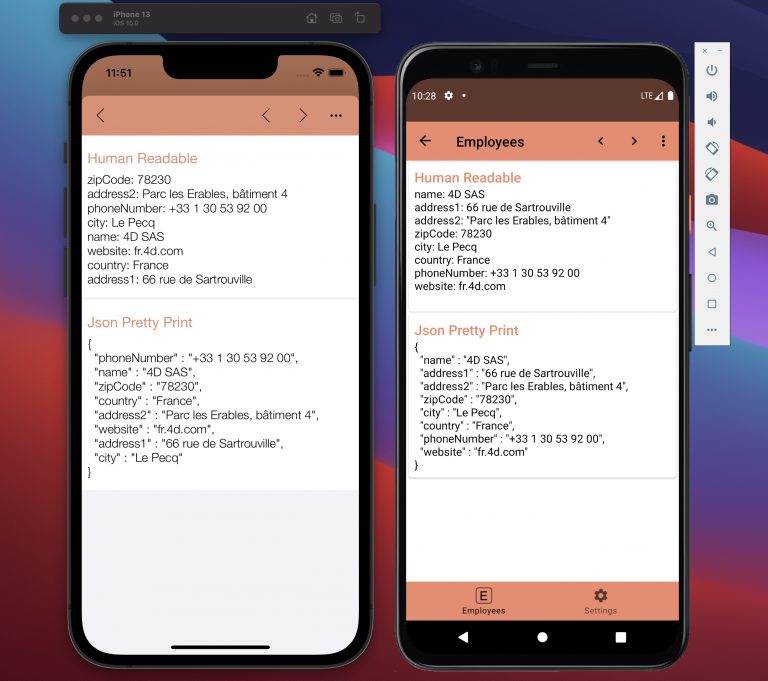 iPhone 13
iOS 15.0
11:51
Human Readable
zipCode: 78230
address2: Parc les Erables, bâtiment 4
phoneNumber: +33 1 30 53 92 00
city: Le Pecq
name: 4D SAS
website: fr.4d.com
country: France
address1: 66 rue de Sartrouville
Json Pretty Print
{
"phoneNumber" : "+33 1 30 53 92 00",
"name" : "4D SAS",
"zipCode" : "78230",
"country" : "France",
"address2" : "Parc les Erables, bâtiment 4",
"website" : "fr.4d.com",
"address1" : "66 rue de Sartrouville",
"city" : "Le Pecq"
}
10:28
LTE
Employees
Human Readable
name: 4D SAS
address1: 66 rue de Sartrouville
address2: "Parc les Erables, bâtiment 4"
zipCode: 78230
city: Le Pecq
country: France
phoneNumber: +33 1 30 53 92 00
website: fr.4d.com
Json Pretty Print
{
"name" : "4D SAS",
"address1" : "66 rue de Sartrouville",
"address2" : "Parc les Erables, bâtiment 4",
"zipCode" : "78230",
"city" : "Le Pecq",
"country" : "France",
"phoneNumber" : "+33 1 30 53 92 00",
"website" : "fr.4d.com"
}
E
Employees
Settings